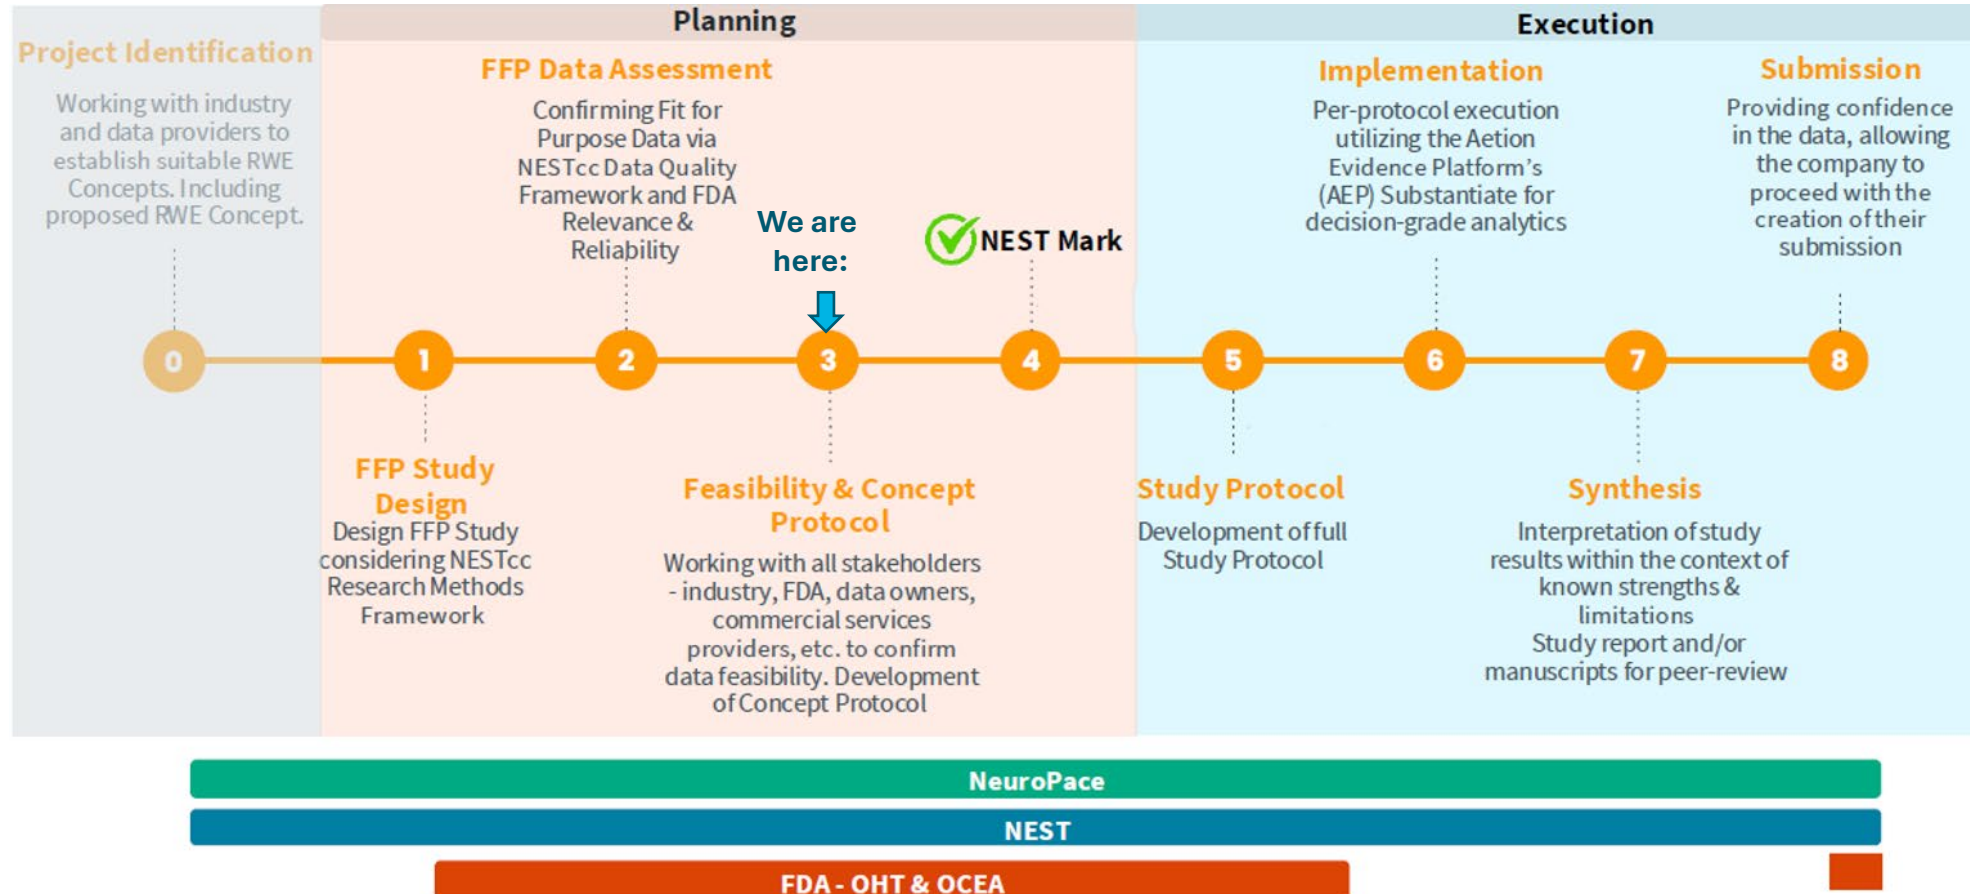 Planning
Execution
Project Identification
Working with industry
and data providers to
establish suitable RWE
Concepts. Including
proposed RWE Concept.
FFP Data Assessment
Confirming Fit for
Purpose Data via
NESTcc Data Quality
Framework and FDA
Relevance &
Reliability
We are
here:
NEST Mark
Implementation
Per-protocol execution
utilizing the Aetion
Evidence Platform's
(AEP) Substantiate for
decision-grade analytics
Submission
Providing confidence
in the data, allowing
the company to
proceed with the
creation of their
submission
0
1
2
3
4
5
6
7
8
FFP Study
Design
Design FFP Study
considering NESTcc
Research Methods
Framework
Feasibility & Concept
Protocol
Working with all stakeholders
- industry, FDA, data owners,
commercial services
providers, etc. to confirm
data feasibility. Development
of Concept Protocol
Study Protocol
Development of full
Study Protocol
Synthesis
Interpretation of study
results within the context of
known strengths &
limitations
Study report and/or
manuscripts for peer-review
NeuroPace
NEST
FDA - OHT & OCEA